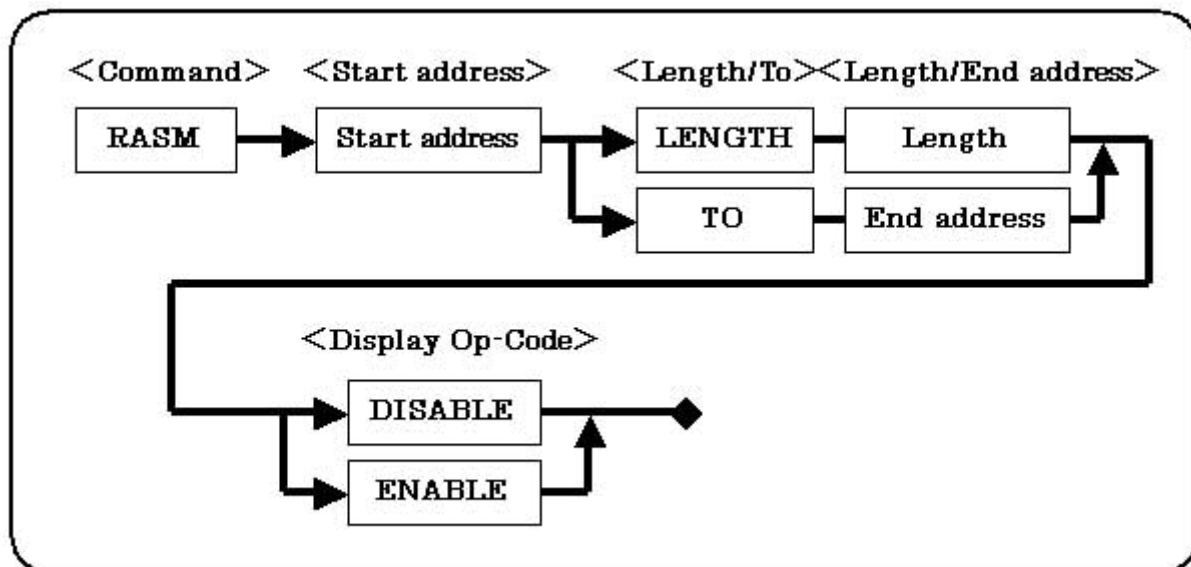 <Command> <Start address> <Length/To> <Length/End address>
RASM Start address LENGTH Length
TO End address
<Display Op-Code>
DISABLE
ENABLE